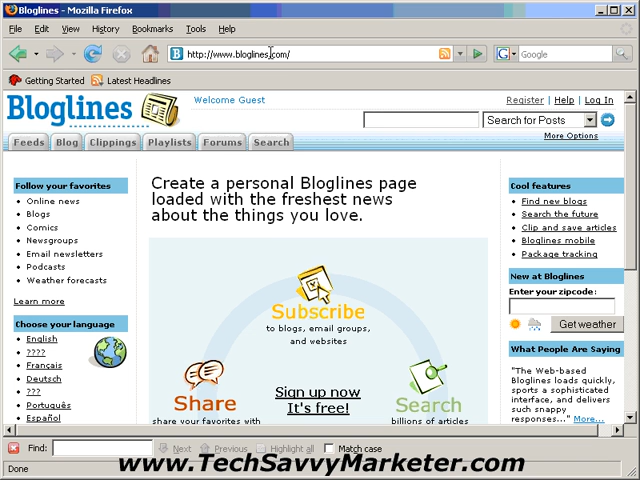 Bloglines - Mozilla Firefox
File Edit View History Bookmarks Tools Help
http://www.bloglines.com/
Google
Getting Started Latest Headlines
Bloglines
Welcome Guest
Register | Help | Log In
Search for Posts
More Options
Feeds Blog Clippings Playlists Forums Search
Follow your favorites
Online news
Blogs
Comics
Newsgroups
Email newsletters
Podcasts
Weather forecasts
Learn more
Choose your language
English
????
Français
Deutsch
???
Português
Español
Create a personal Bloglines page
loaded with the freshest news
about the things you love.
Subscribe
to blogs, email groups,
and websites
Share
share your favorites with
Sign up now
It's free!
Search
billions of articles
Cool features
Find new blogs
Search the future
Clip and save articles
Bloglines mobile
Package tracking
New at Bloglines
Enter your zipcode:
Get weather
What People Are Saying
"The Web-based
Bloglines loads quickly,
sports a sophisticated
interface, and delivers
such snappy
responses..." More...
Find: Next Previous Highlight all Match case
Done
www.TechSavvyMarketer.com